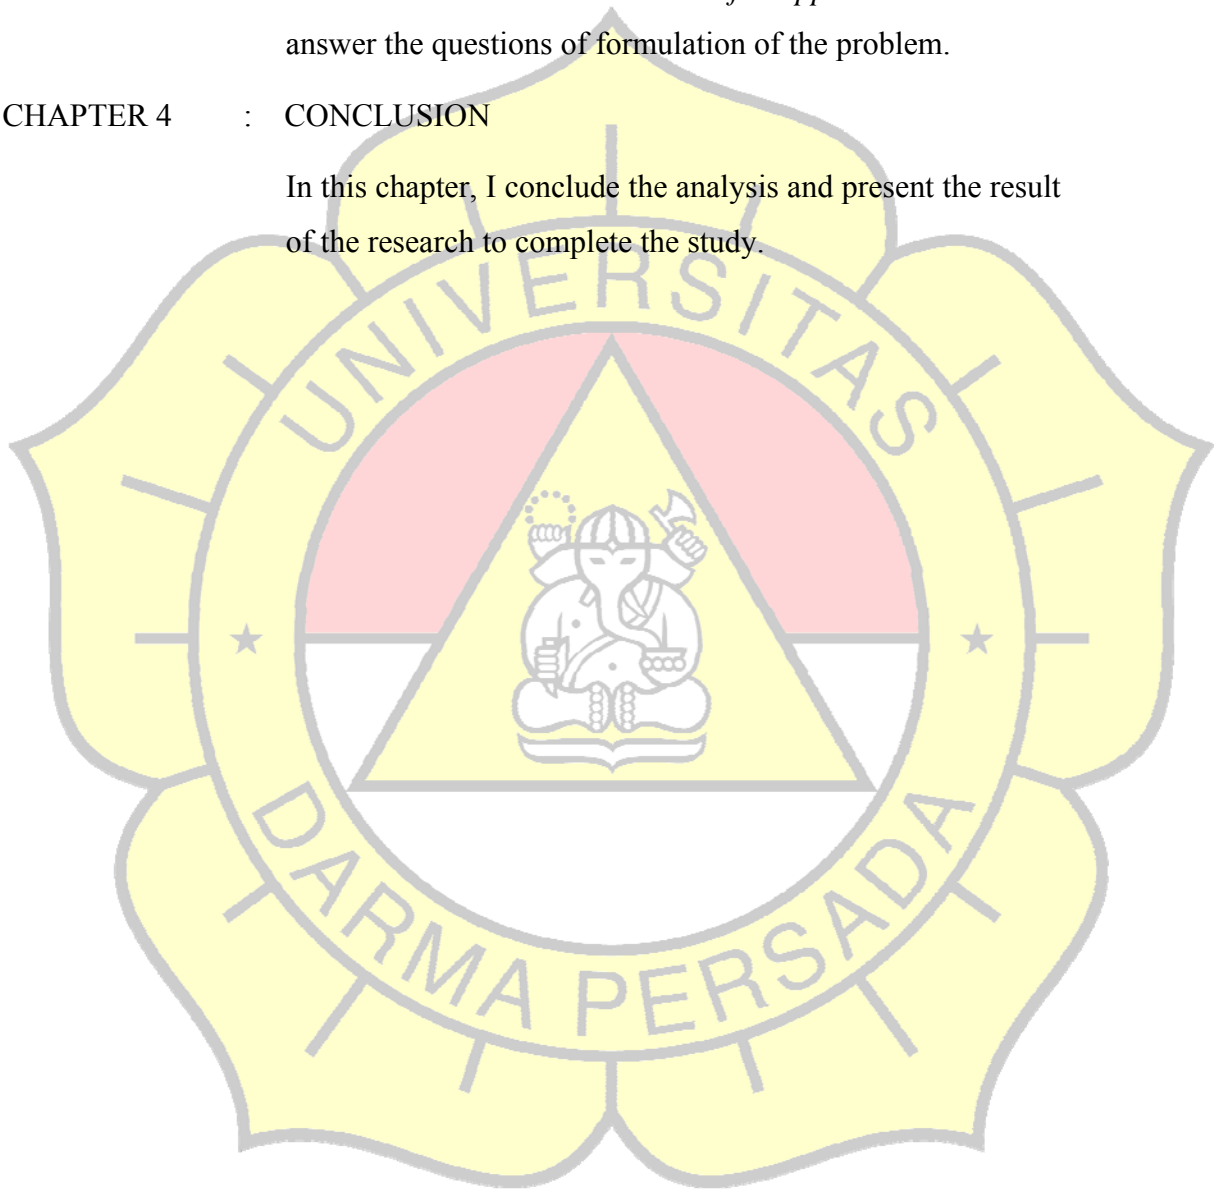 answer the questions of formulation of the problem.
CHAPTER 4 : CONCLUSION
In this chapter, I conclude the analysis and present the result
of the research to complete the study.
UNIVERSITAS
DARMA PERSADA